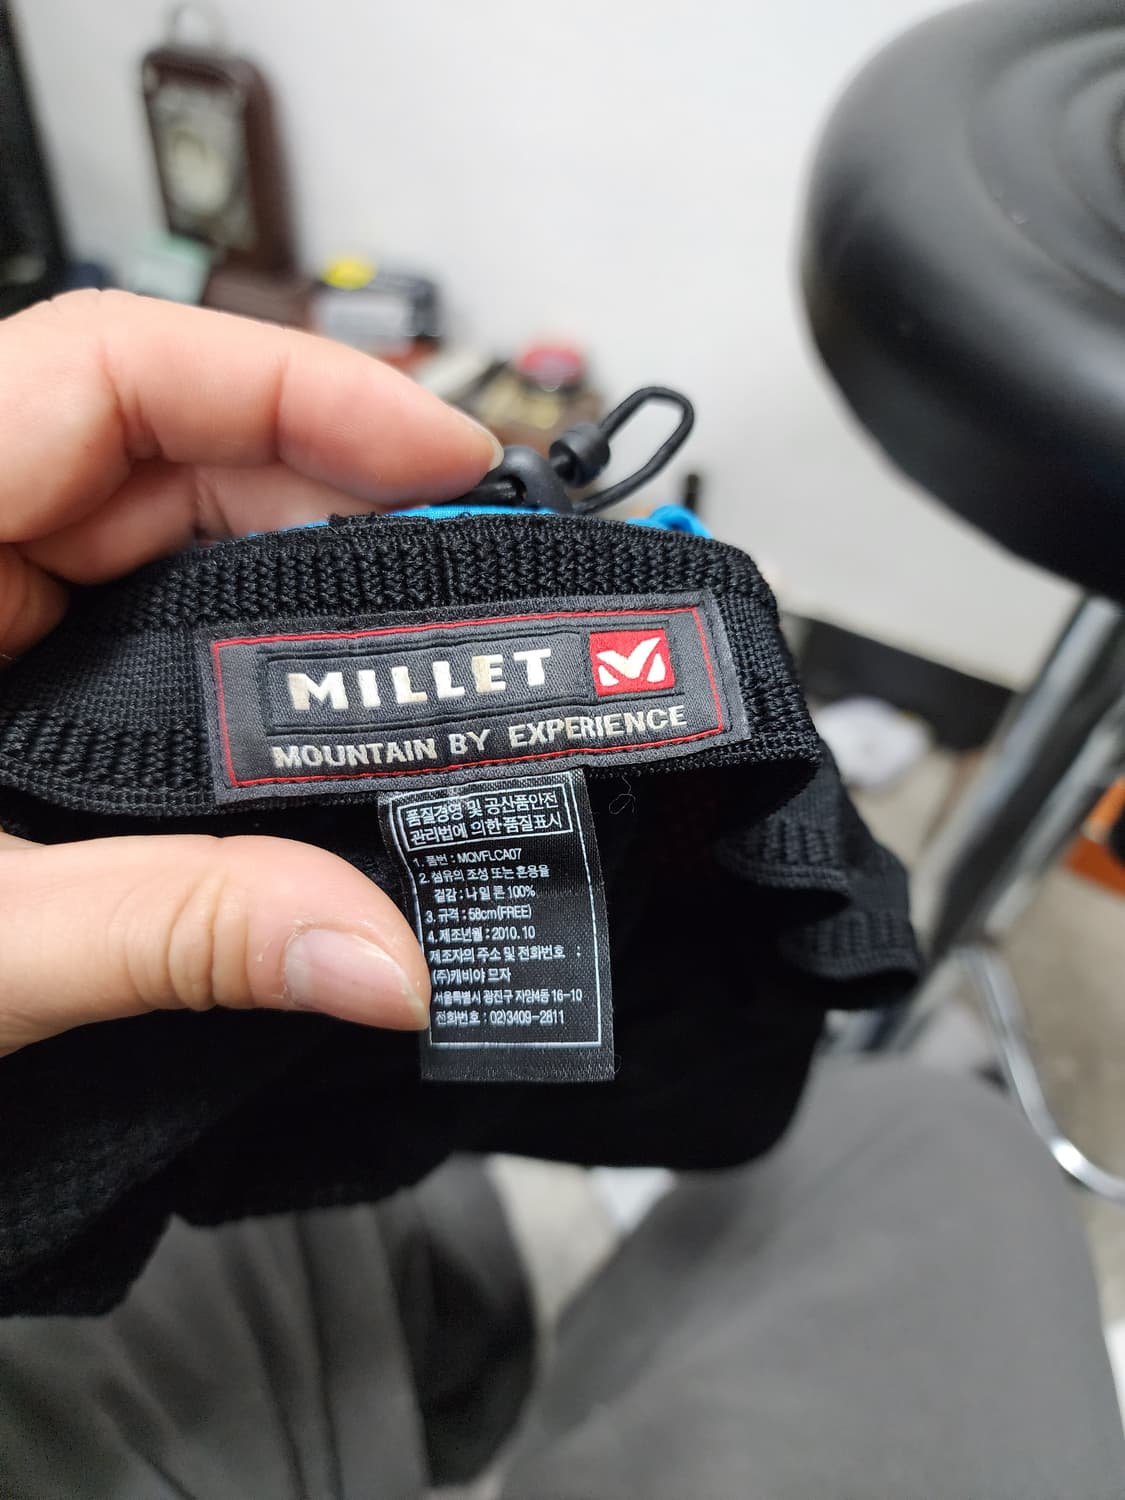 MILLET
MOUNTAIN BY EXPERIENCE
품질경영 및 공산품안전
관리법에 의한 품질표시
1. 품번 : MQVFLCA07
2. 섬유의 조성 또는 혼용율
겉감 : 나일론 100%
3. 규격 : 58cm(FREE)
4. 제조년월 : 2010. 10
제조자의 주소 및 전화번호 :
(주)캐비아 모자
서울특별시 광진구 자양4동 16-10
전화번호 : 02)3409-2811